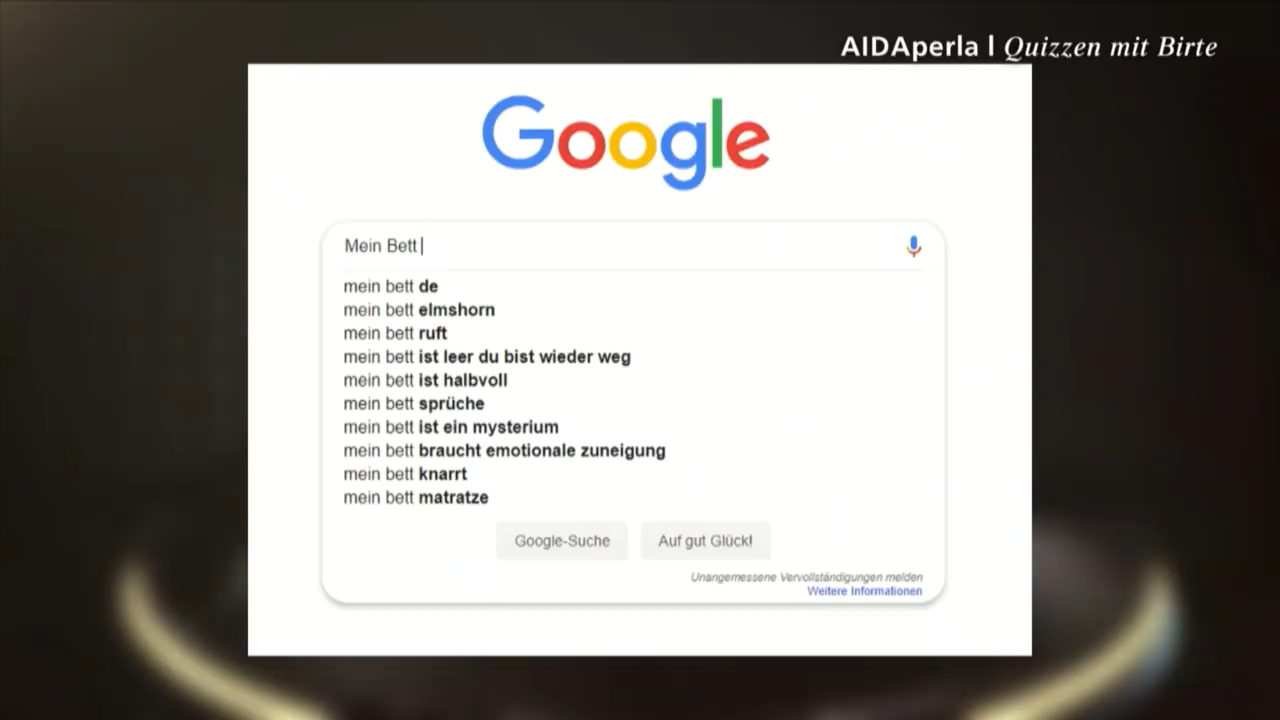 AIDAperla | Quizzen mit Birte
Google
Mein Bett
mein bett de
mein bett elmshorn
mein bett ruft
mein bett ist leer du bist wieder weg
mein bett ist halbvoll
mein bett sprüche
mein bett ist ein mysterium
mein bett braucht emotionale zuneigung
mein bett knarrt
mein bett matratze
Google-Suche
Auf gut Glück!
Unangemessene Vervollständigungen melden
Weitere Informationen